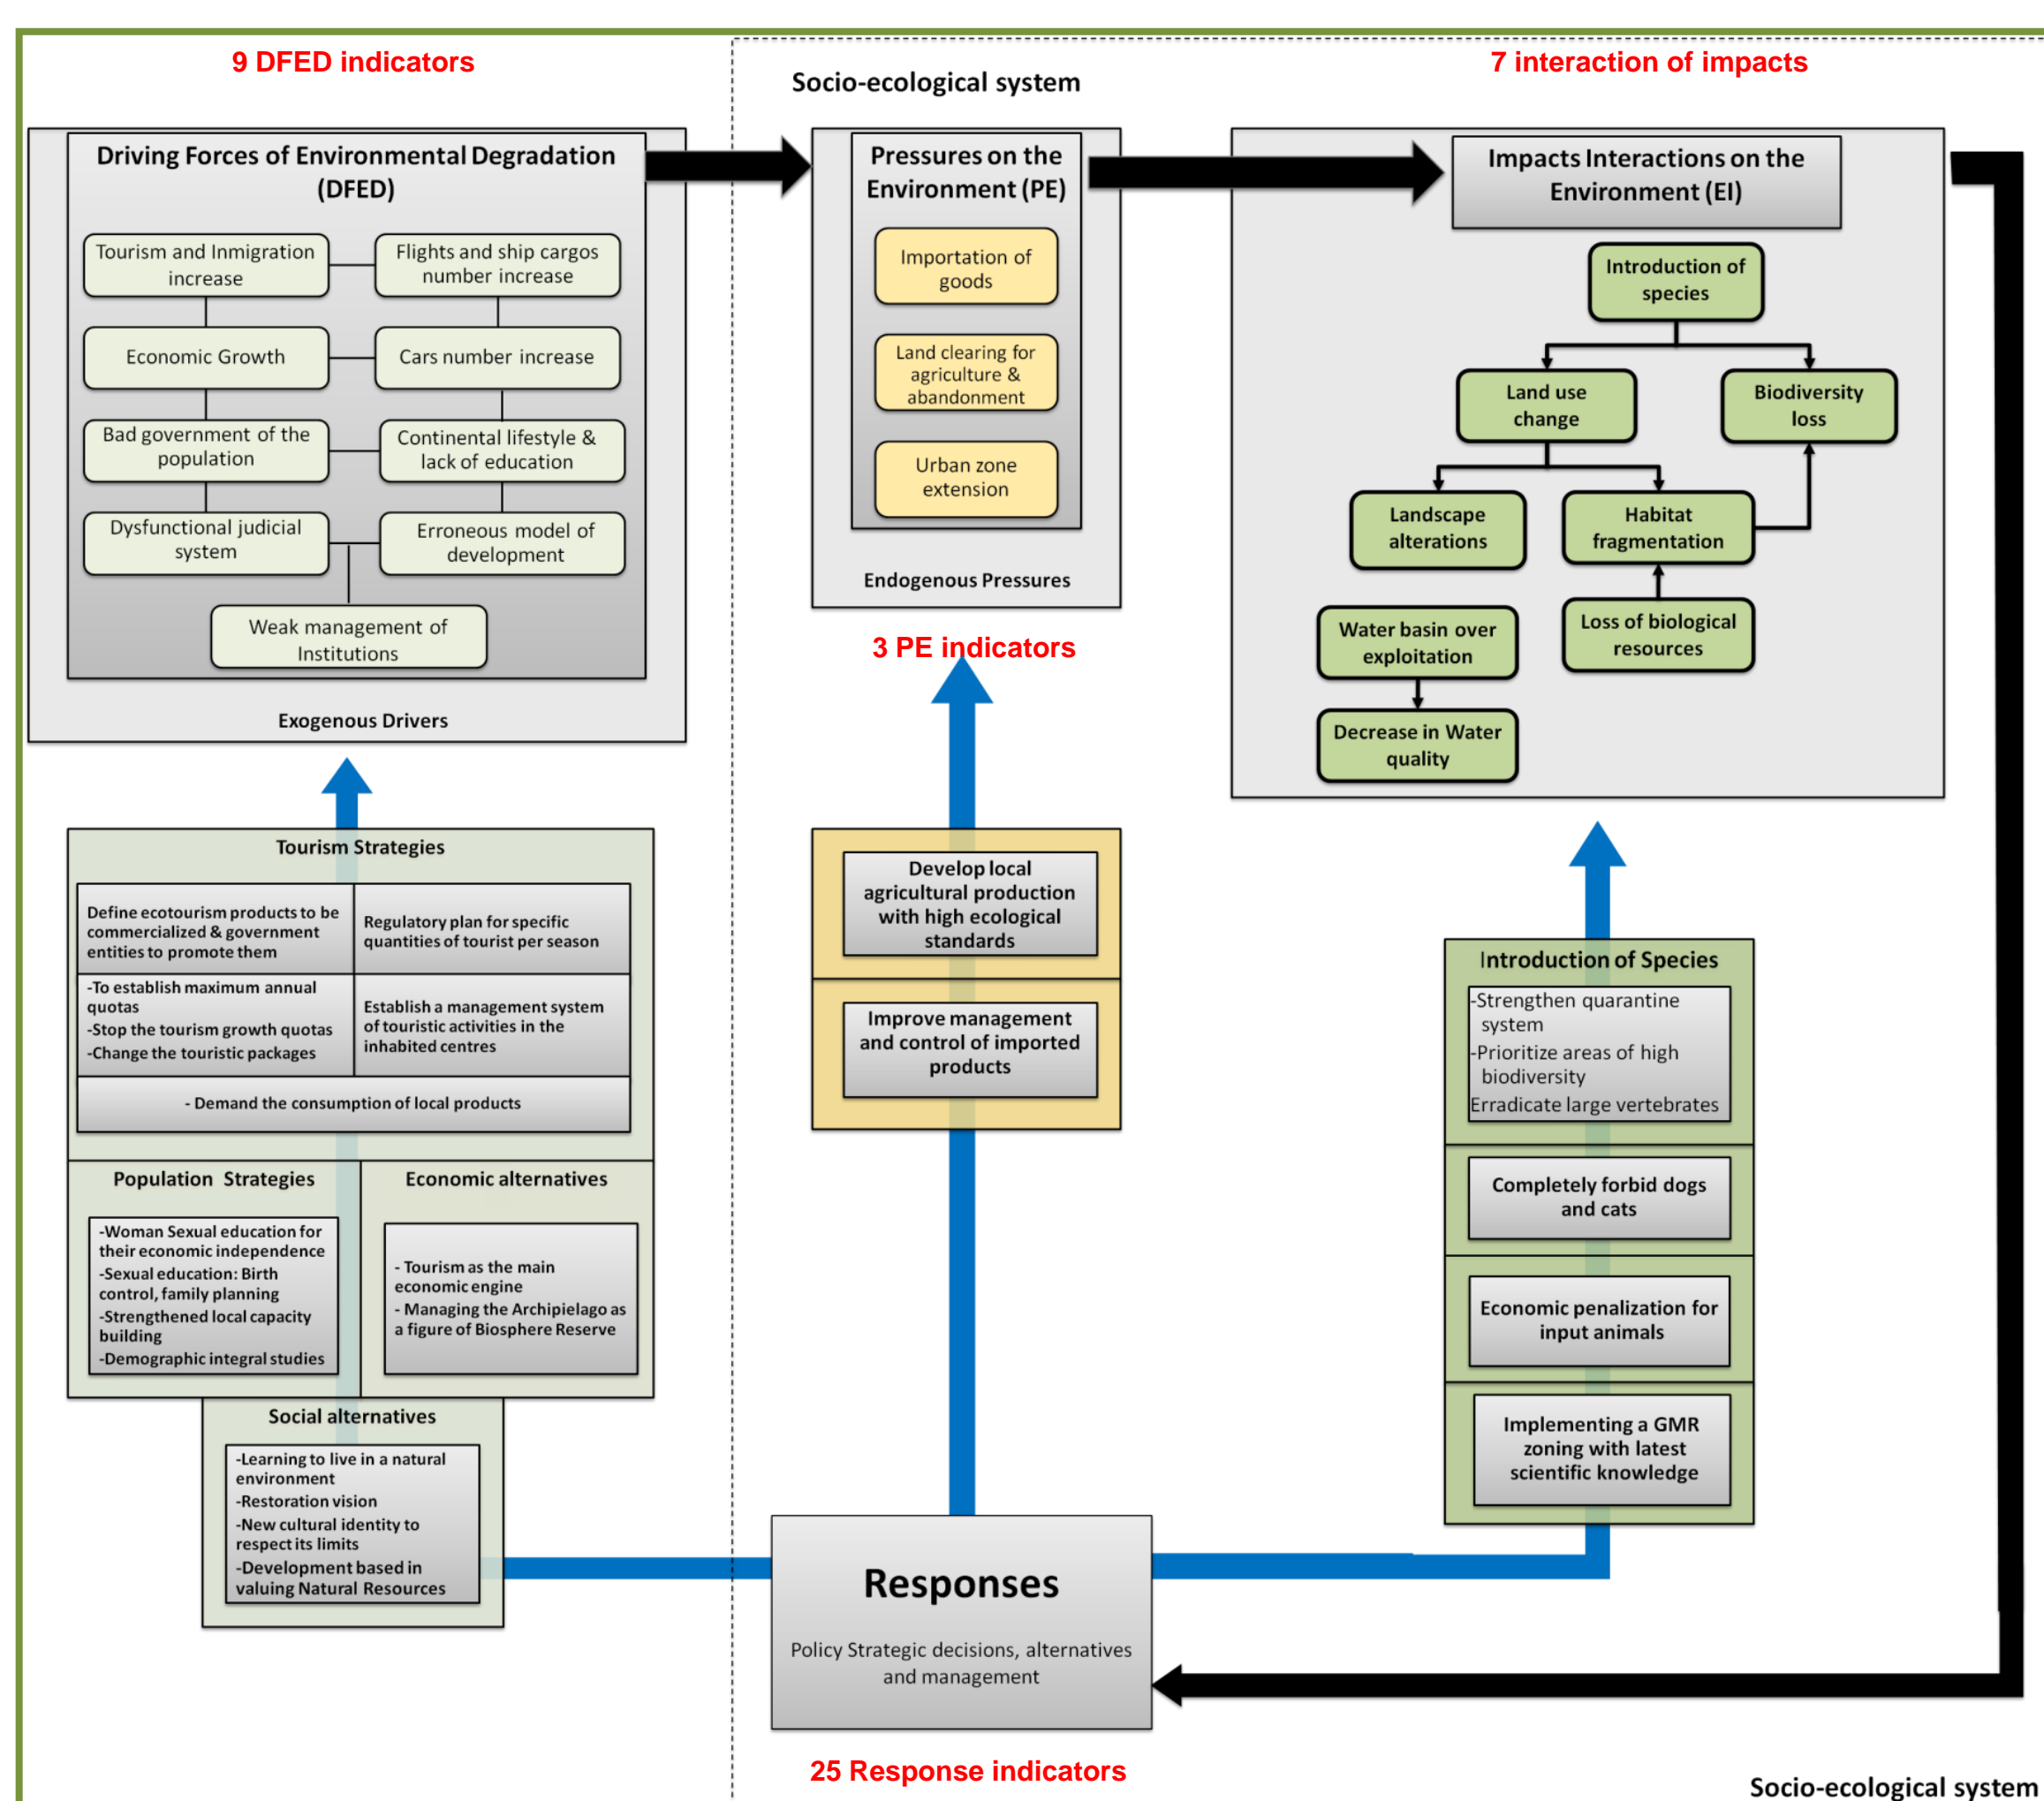 9 DFED indicators
7 interaction of impacts
Socio-ecological system
Driving Forces of Environmental Degradation
(DFED)
Tourism and Inmigration
increase
Flights and ship cargos
number increase
Economic Growth
Cars number increase
Bad government of the
population
Continental lifestyle &
lack of education
Dysfunctional judicial
system
Erroneous model of
development
Weak management of
Institutions
Exogenous Drivers
Pressures on the
Environment (PE)
Importation of
goods
Land clearing for
agriculture &
abandonment
Urban zone
extension
Endogenous Pressures
3 PE indicators
Impacts Interactions on the
Environment (EI)
Introduction of
species
Land use
change
Biodiversity
loss
Landscape
alterations
Habitat
fragmentation
Water basin over
exploitation
Loss of biological
resources
Decrease in Water
quality
Tourism Strategies
Define ecotourism products to be
commercialized & government
entities to promote them
Regulatory plan for specific
quantities of tourist per season
-To establish maximum annual
quotas
-Stop the tourism growth quotas
-Change the touristic packages
Establish a management system
of touristic activities in the
inhabited centres
- Demand the consumption of local products
Population Strategies
-Woman Sexual education for
their economic independence
-Sexual education: Birth
control, family planning
-Strengthened local capacity
building
-Demographic integral studies
Economic alternatives
- Tourism as the main
economic engine
- Managing the Archipielago as
a figure of Biosphere Reserve
Social alternatives
-Learning to live in a natural
environment
-Restoration vision
-New cultural identity to
respect its limits
-Development based in
valuing Natural Resources
Develop local
agricultural production
with high ecological
standards
Improve management
and control of imported
products
Introduction of Species
-Strengthen quarantine
system
-Prioritize areas of high
biodiversity
Erradicate large vertebrates
Completely forbid dogs
and cats
Economic penalization for
input animals
Implementing a GMR
zoning with latest
scientific knowledge
Responses
Policy Strategic decisions, alternatives
and management
25 Response indicators
Socio-ecological system